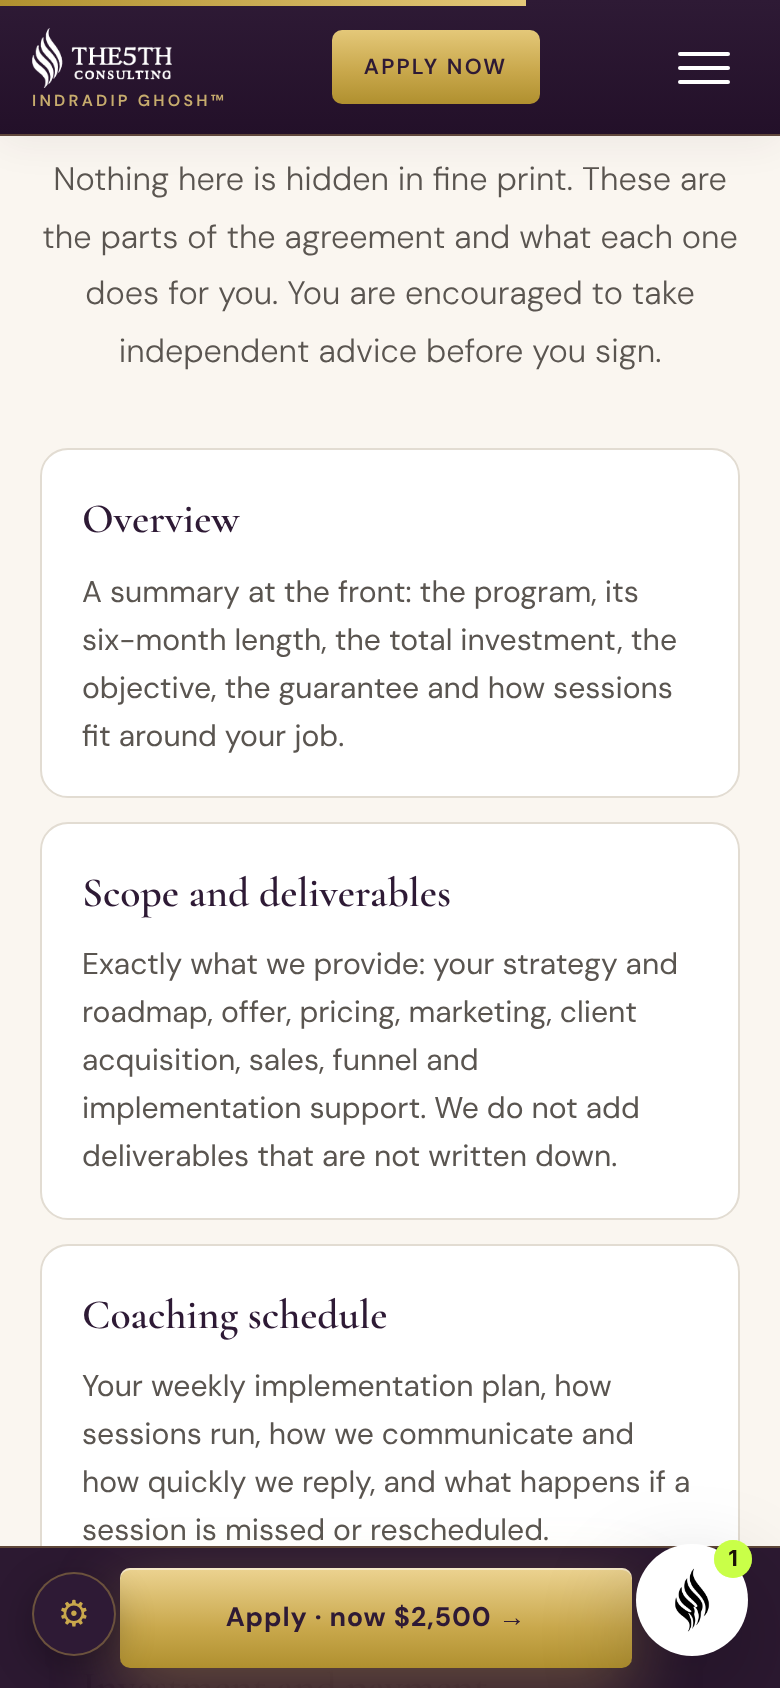 THE5TH
CONSULTING
INDRADIP GHOSH™
APPLY NOW
Nothing here is hidden in fine print. These are
the parts of the agreement and what each one
does for you. You are encouraged to take
independent advice before you sign.
Overview
A summary at the front: the program, its
six-month length, the total investment, the
objective, the guarantee and how sessions
fit around your job.
Scope and deliverables
Exactly what we provide: your strategy and
roadmap, offer, pricing, marketing, client
acquisition, sales, funnel and
implementation support. We do not add
deliverables that are not written down.
Coaching schedule
Your weekly implementation plan, how
sessions run, how we communicate and
how quickly we reply, and what happens if a
session is missed or rescheduled.
1
Apply · now $2,500 →